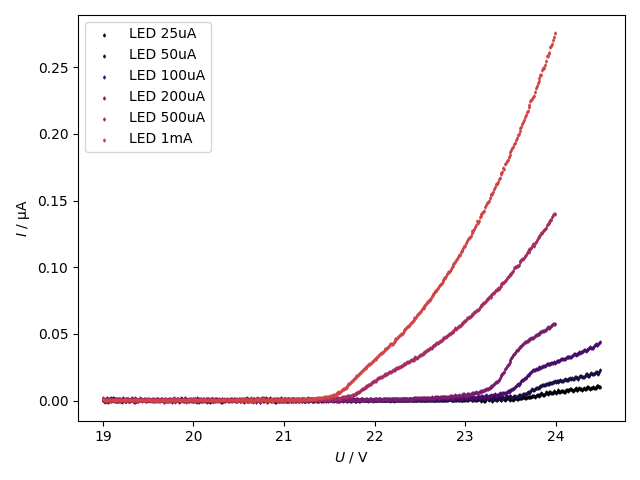 LED 25uA
LED 50uA
LED 100uA
LED 200uA
LED 500uA
LED 1mA
0.25
0.20
0.15
0.10
0.05
0.00
I / μA
19 20 21 22 23 24
U / V